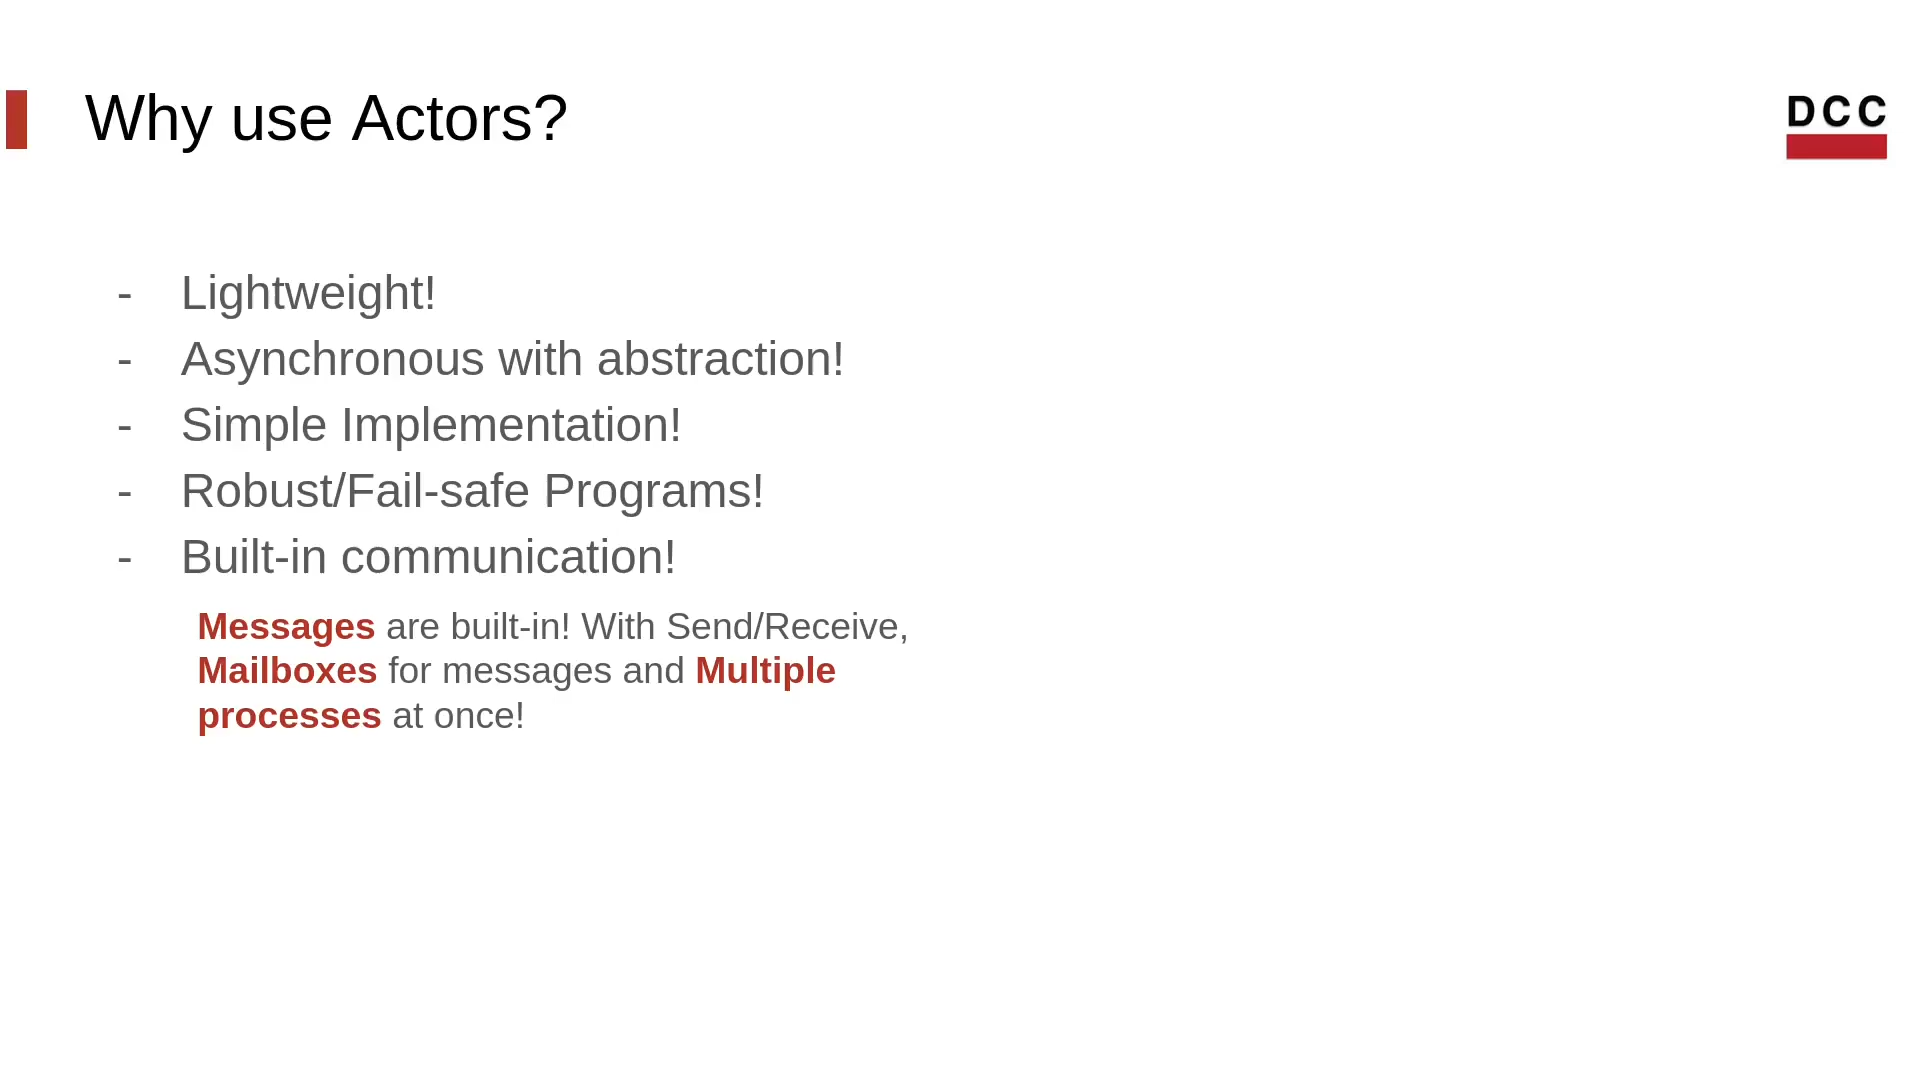 Why use Actors?
DCC
- Lightweight!
- Asynchronous with abstraction!
- Simple Implementation!
- Robust/Fail-safe Programs!
- Built-in communication!
Messages are built-in! With Send/Receive,
Mailboxes for messages and Multiple
processes at once!